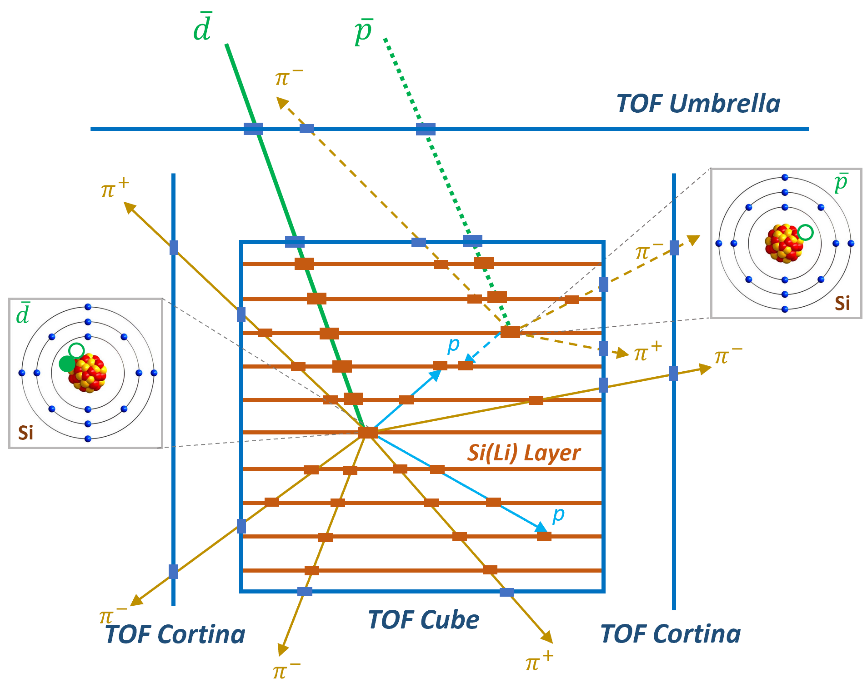 d̄
p̄
π⁻
TOF Umbrella
π⁺
p̄
π⁻
Si
d̄
p
π⁺
π⁻
Si
Si(Li) Layer
p
π⁻
TOF Cortina
TOF Cube
TOF Cortina
π⁻
π⁺